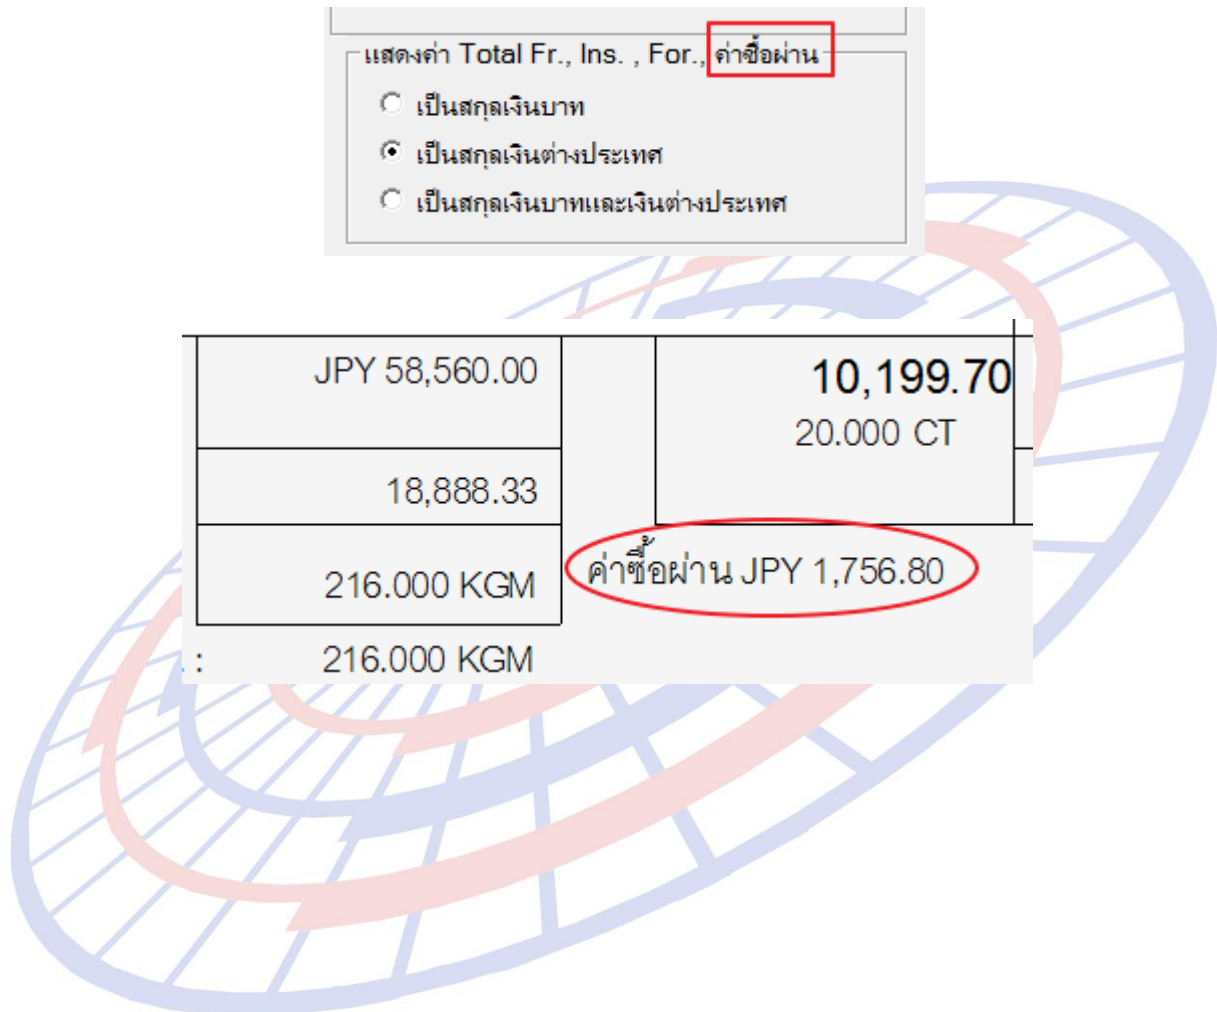 แสดงค่า Total Fr., Ins. , For., ค่าซื้อผ่าน
เป็นสกุลเงินบาท
เป็นสกุลเงินต่างประเทศ
เป็นสกุลเงินบาทและเงินต่างประเทศ
JPY 58,560.00
10,199.70
20.000 CT
18,888.33
216.000 KGM
ค่าซื้อผ่าน JPY 1,756.80
: 216.000 KGM